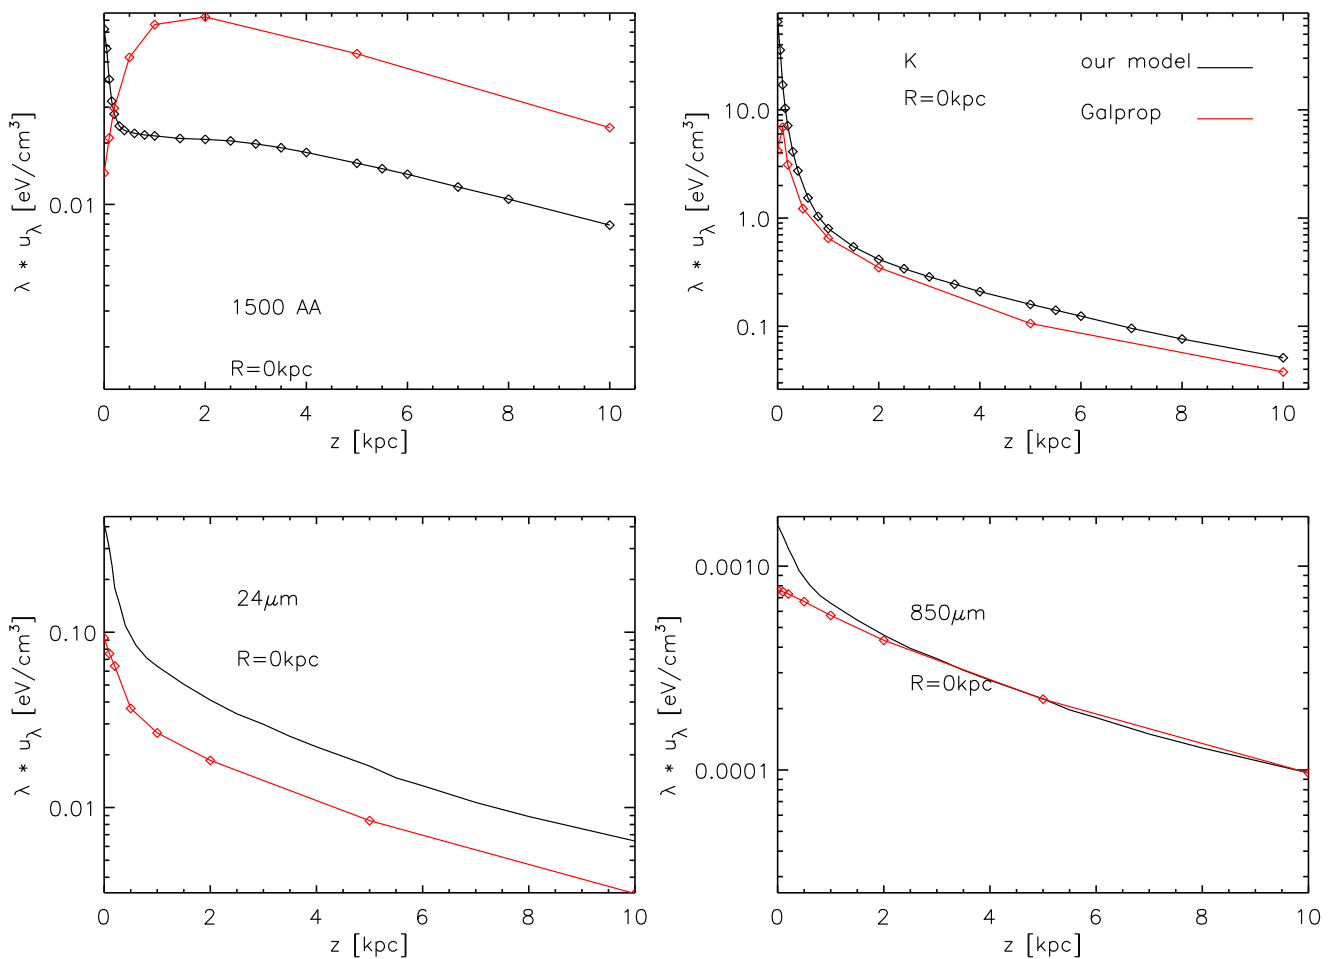 λ * u_λ [eV/cm³]
0.01
1500 AA
R=0kpc
0 2 4 6 8 10
z [kpc]
λ * u_λ [eV/cm³]
10.0
1.0
0.1
K
R=0kpc
our model
Galprop
0 2 4 6 8 10
z [kpc]
λ * u_λ [eV/cm³]
0.10
0.01
24μm
R=0kpc
0 2 4 6 8 10
z [kpc]
λ * u_λ [eV/cm³]
0.0010
0.0001
850μm
R=0kpc
0 2 4 6 8 10
z [kpc]